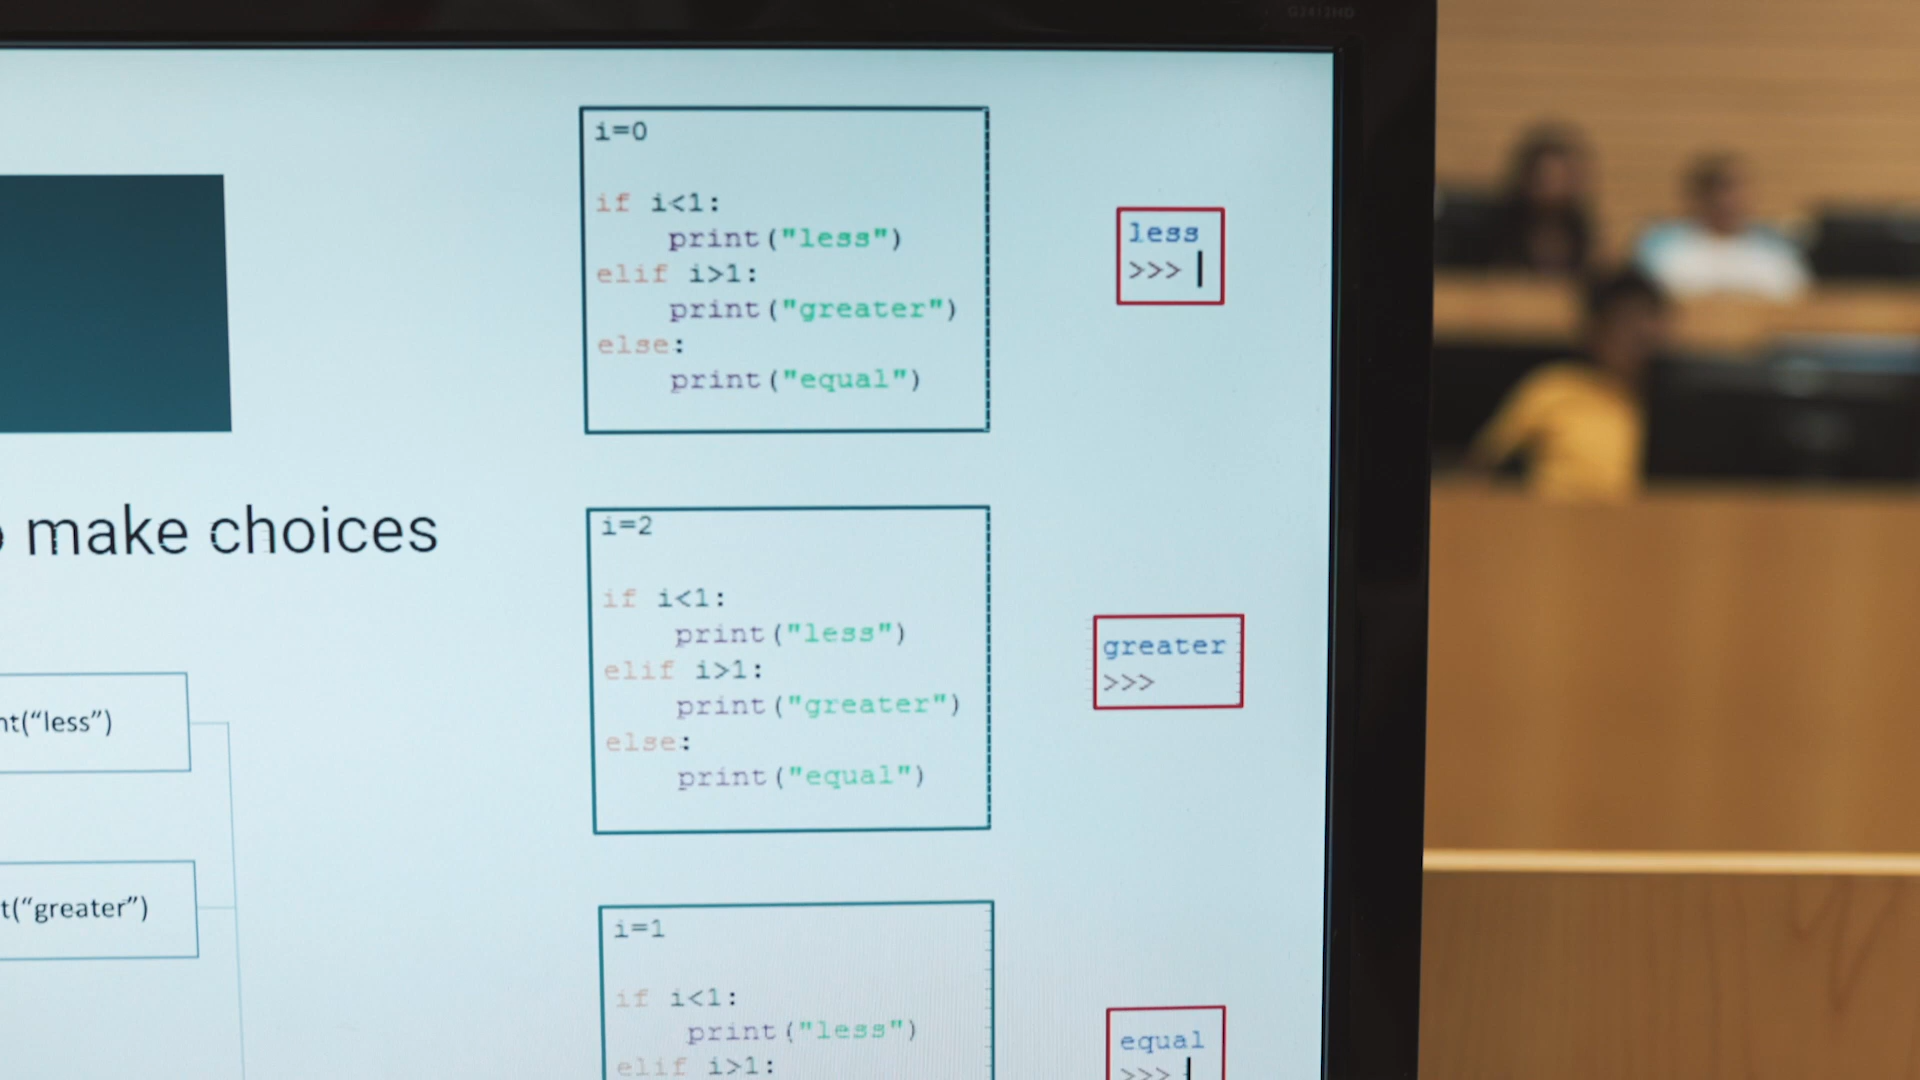 i=0
if i<1:
print("less")
elif i>1:
print("greater")
else:
print("equal")
less
>>>
make choices
i=2
if i<1:
print("less")
elif i>1:
print("greater")
else:
print("equal")
greater
>>>
nt(“less”)
t(“greater”)
i=1
if i<1:
print("less")
elif i>1:
equal
>>>